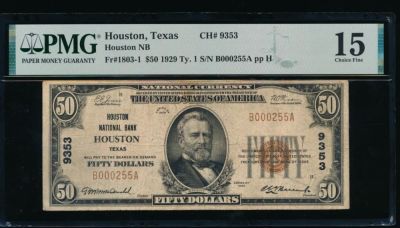 PMG
PAPER MONEY GUARANTY
Houston, Texas CH# 9353
Houston NB
Fr#1803-1 $50 1929 Ty. 1 S/N B000255A pp H
15
Choice Fine
NATIONAL CURRENCY
THE UNITED STATES OF AMERICA
50
50
HOUSTON
NATIONAL BANK
HOUSTON
TEXAS
WILL PAY TO THE BEARER ON DEMAND
FIFTY DOLLARS
B000255A
B000255A
9353
9353
FIFTY
50
50
FIFTY DOLLARS